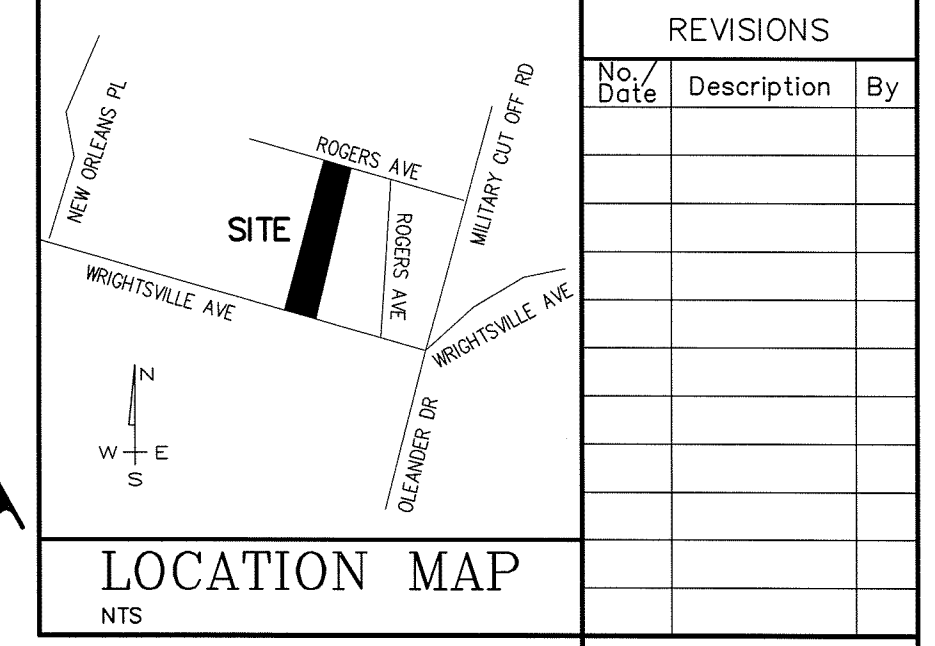 REVISIONS
No./
Date
Description
By
NEW ORLEANS PL
ROGERS AVE
MILITARY CUT OFF RD
SITE
ROGERS AVE
WRIGHTSVILLE AVE
WRIGHTSVILLE AVE
OLEANDER DR
N
W E
S
LOCATION MAP
NTS